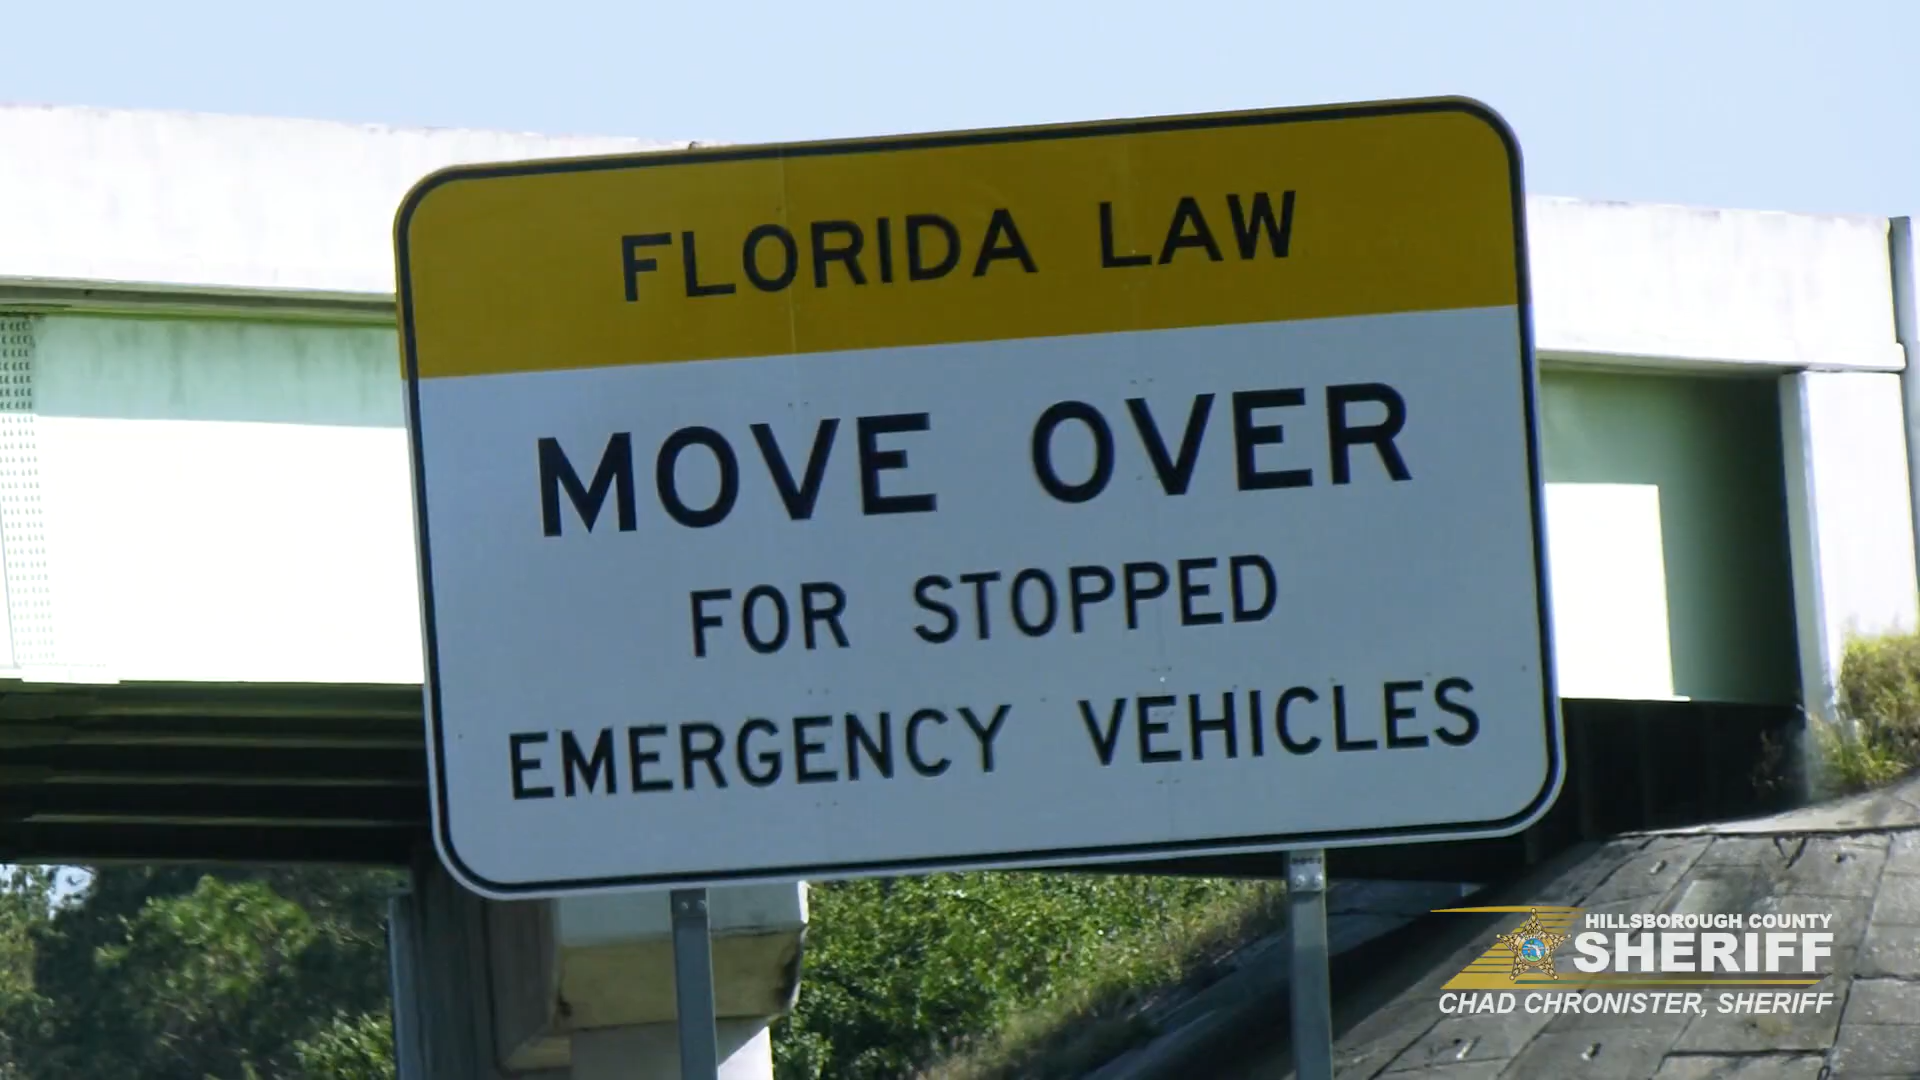 FLORIDA LAW
MOVE OVER
FOR STOPPED
EMERGENCY VEHICLES
HILLSBOROUGH COUNTY
SHERIFF
CHAD CHRONISTER, SHERIFF